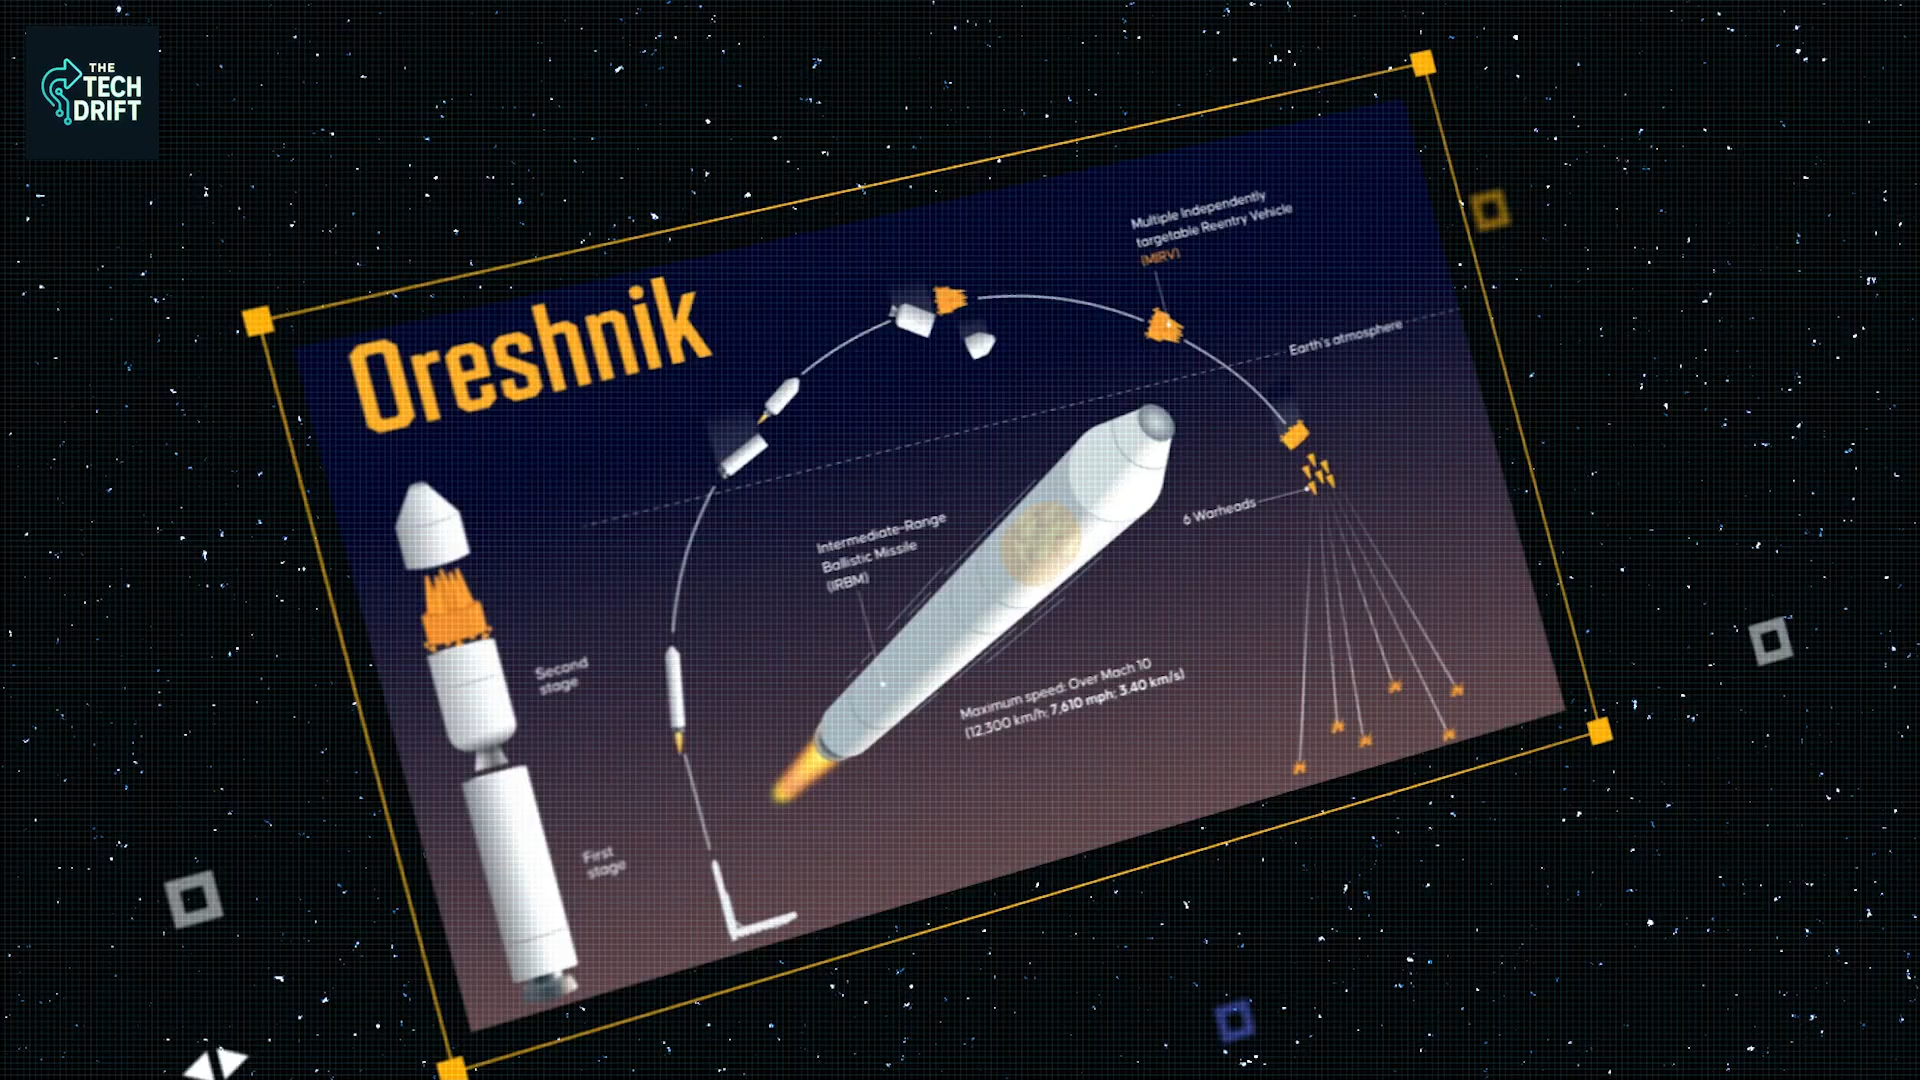 THE
TECH
DRIFT
Oreshnik
Multiple Independently
targetable Reentry Vehicle
(MIRV)
Earth's atmosphere
Intermediate-Range
Ballistic Missile
(IRBM)
6 Warheads
Second
stage
Maximum speed: Over Mach 10
(12,300 km/h; 7,610 mph; 3.40 km/s)
First
stage